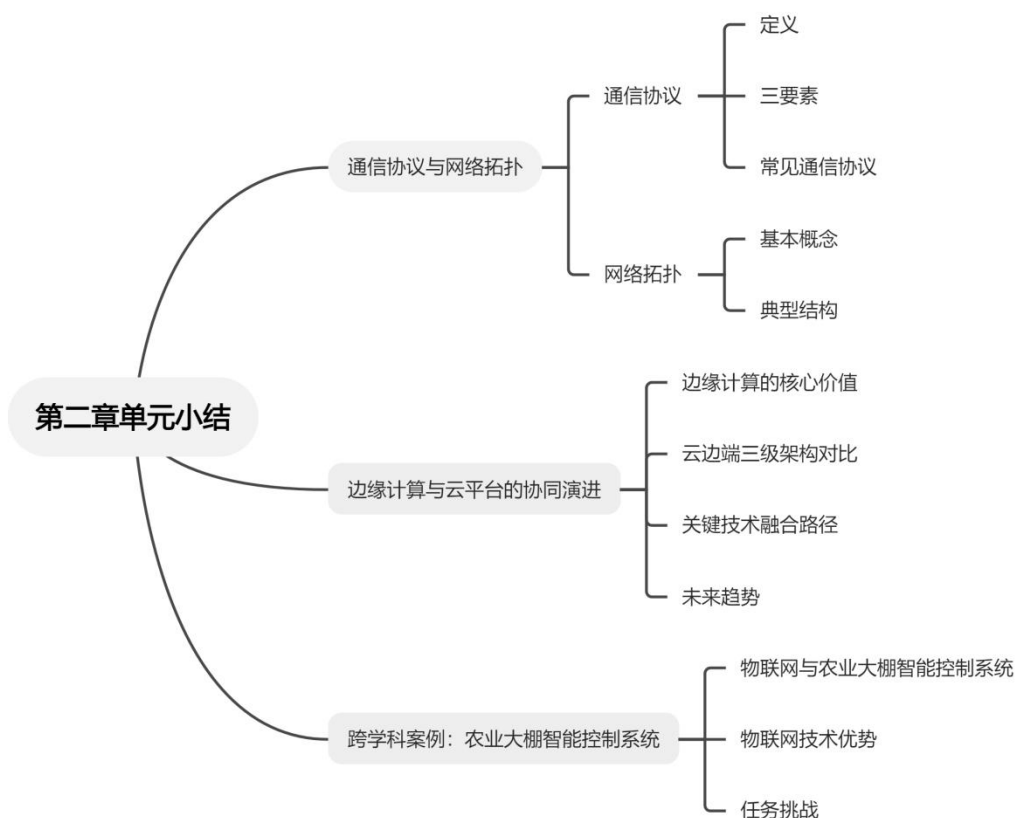 第二章单元小结
通信协议与网络拓扑
通信协议
定义
三要素
常见通信协议
网络拓扑
基本概念
典型结构
边缘计算与云平台的协同演进
边缘计算的核心价值
云边端三级架构对比
关键技术融合路径
未来趋势
跨学科案例：农业大棚智能控制系统
物联网与农业大棚智能控制系统
物联网技术优势
任务挑战